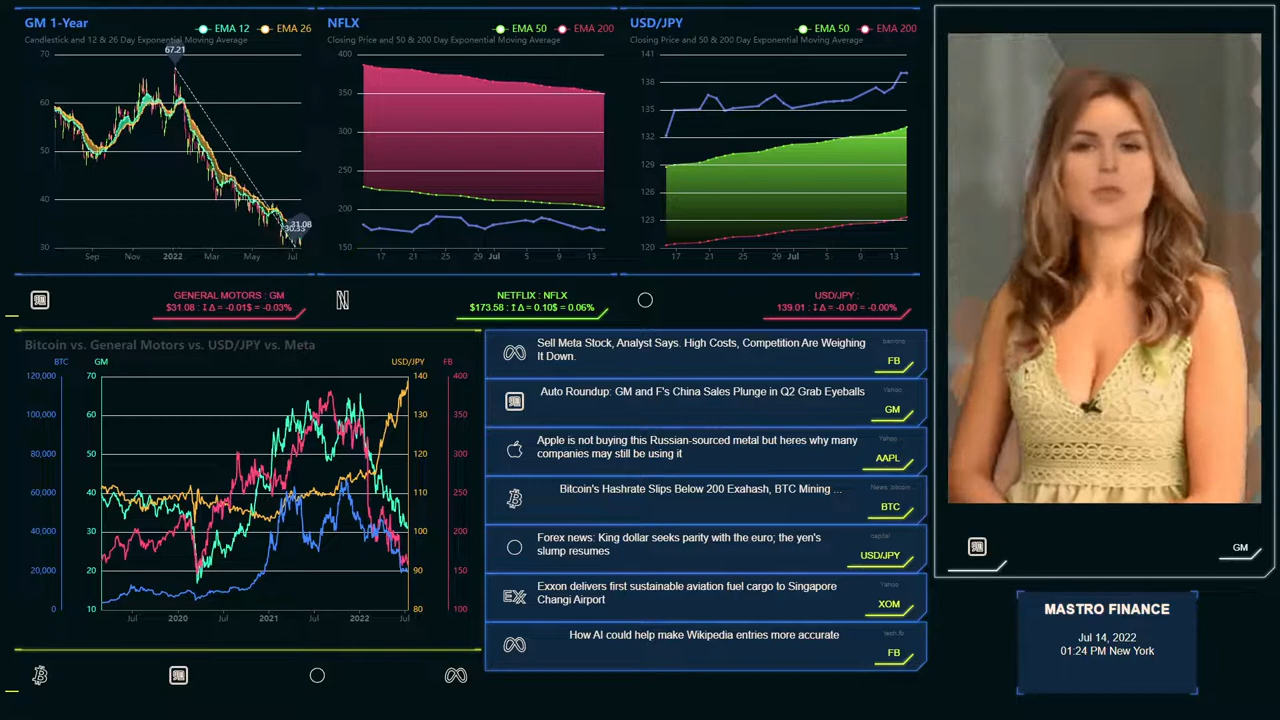 GM 1-Year
EMA 12
EMA 26
Candlestick and 12 & 26 Day Exponential Moving Average
67.21
70
60
50
40
30
31.08
30.33
Sep
Nov
2022
Mar
May
Jul
NFLX
EMA 50
EMA 200
Closing Price and 50 & 200 Day Exponential Moving Average
400
350
300
250
200
150
17
21
25
29
Jul
5
9
13
USD/JPY
EMA 50
EMA 200
Closing Price and 50 & 200 Day Exponential Moving Average
141
138
135
132
129
126
123
120
17
21
25
29
Jul
5
9
13
GENERAL MOTORS : GM
$31.08 : ↧ Δ = -0.01$ = -0.03%
N
NETFLIX : NFLX
$173.58 : ↥ Δ = 0.10$ = 0.06%
USD/JPY :
139.01 : ↧ Δ = -0.00 = -0.00%
Bitcoin vs. General Motors vs. USD/JPY vs. Meta
BTC
GM
USD/JPY
FB
120,000
100,000
80,000
60,000
40,000
20,000
0
70
60
50
40
30
20
10
140
130
120
110
100
90
80
400
350
300
250
200
150
100
Jul
2020
Jul
2021
Jul
2022
Jul
Sell Meta Stock, Analyst Says. High Costs, Competition Are Weighing
It Down.
barrons
FB
Auto Roundup: GM and F's China Sales Plunge in Q2 Grab Eyeballs
Yahoo
GM
Apple is not buying this Russian-sourced metal but heres why many
companies may still be using it
Yahoo
AAPL
Bitcoin's Hashrate Slips Below 200 Exahash, BTC Mining ...
News .bitcoin
BTC
Forex news: King dollar seeks parity with the euro; the yen's
slump resumes
capital
USD/JPY
EX
Exxon delivers first sustainable aviation fuel cargo to Singapore
Changi Airport
Yahoo
XOM
How AI could help make Wikipedia entries more accurate
tech.fb
FB
GM
MASTRO FINANCE
Jul 14, 2022
01:24 PM New York